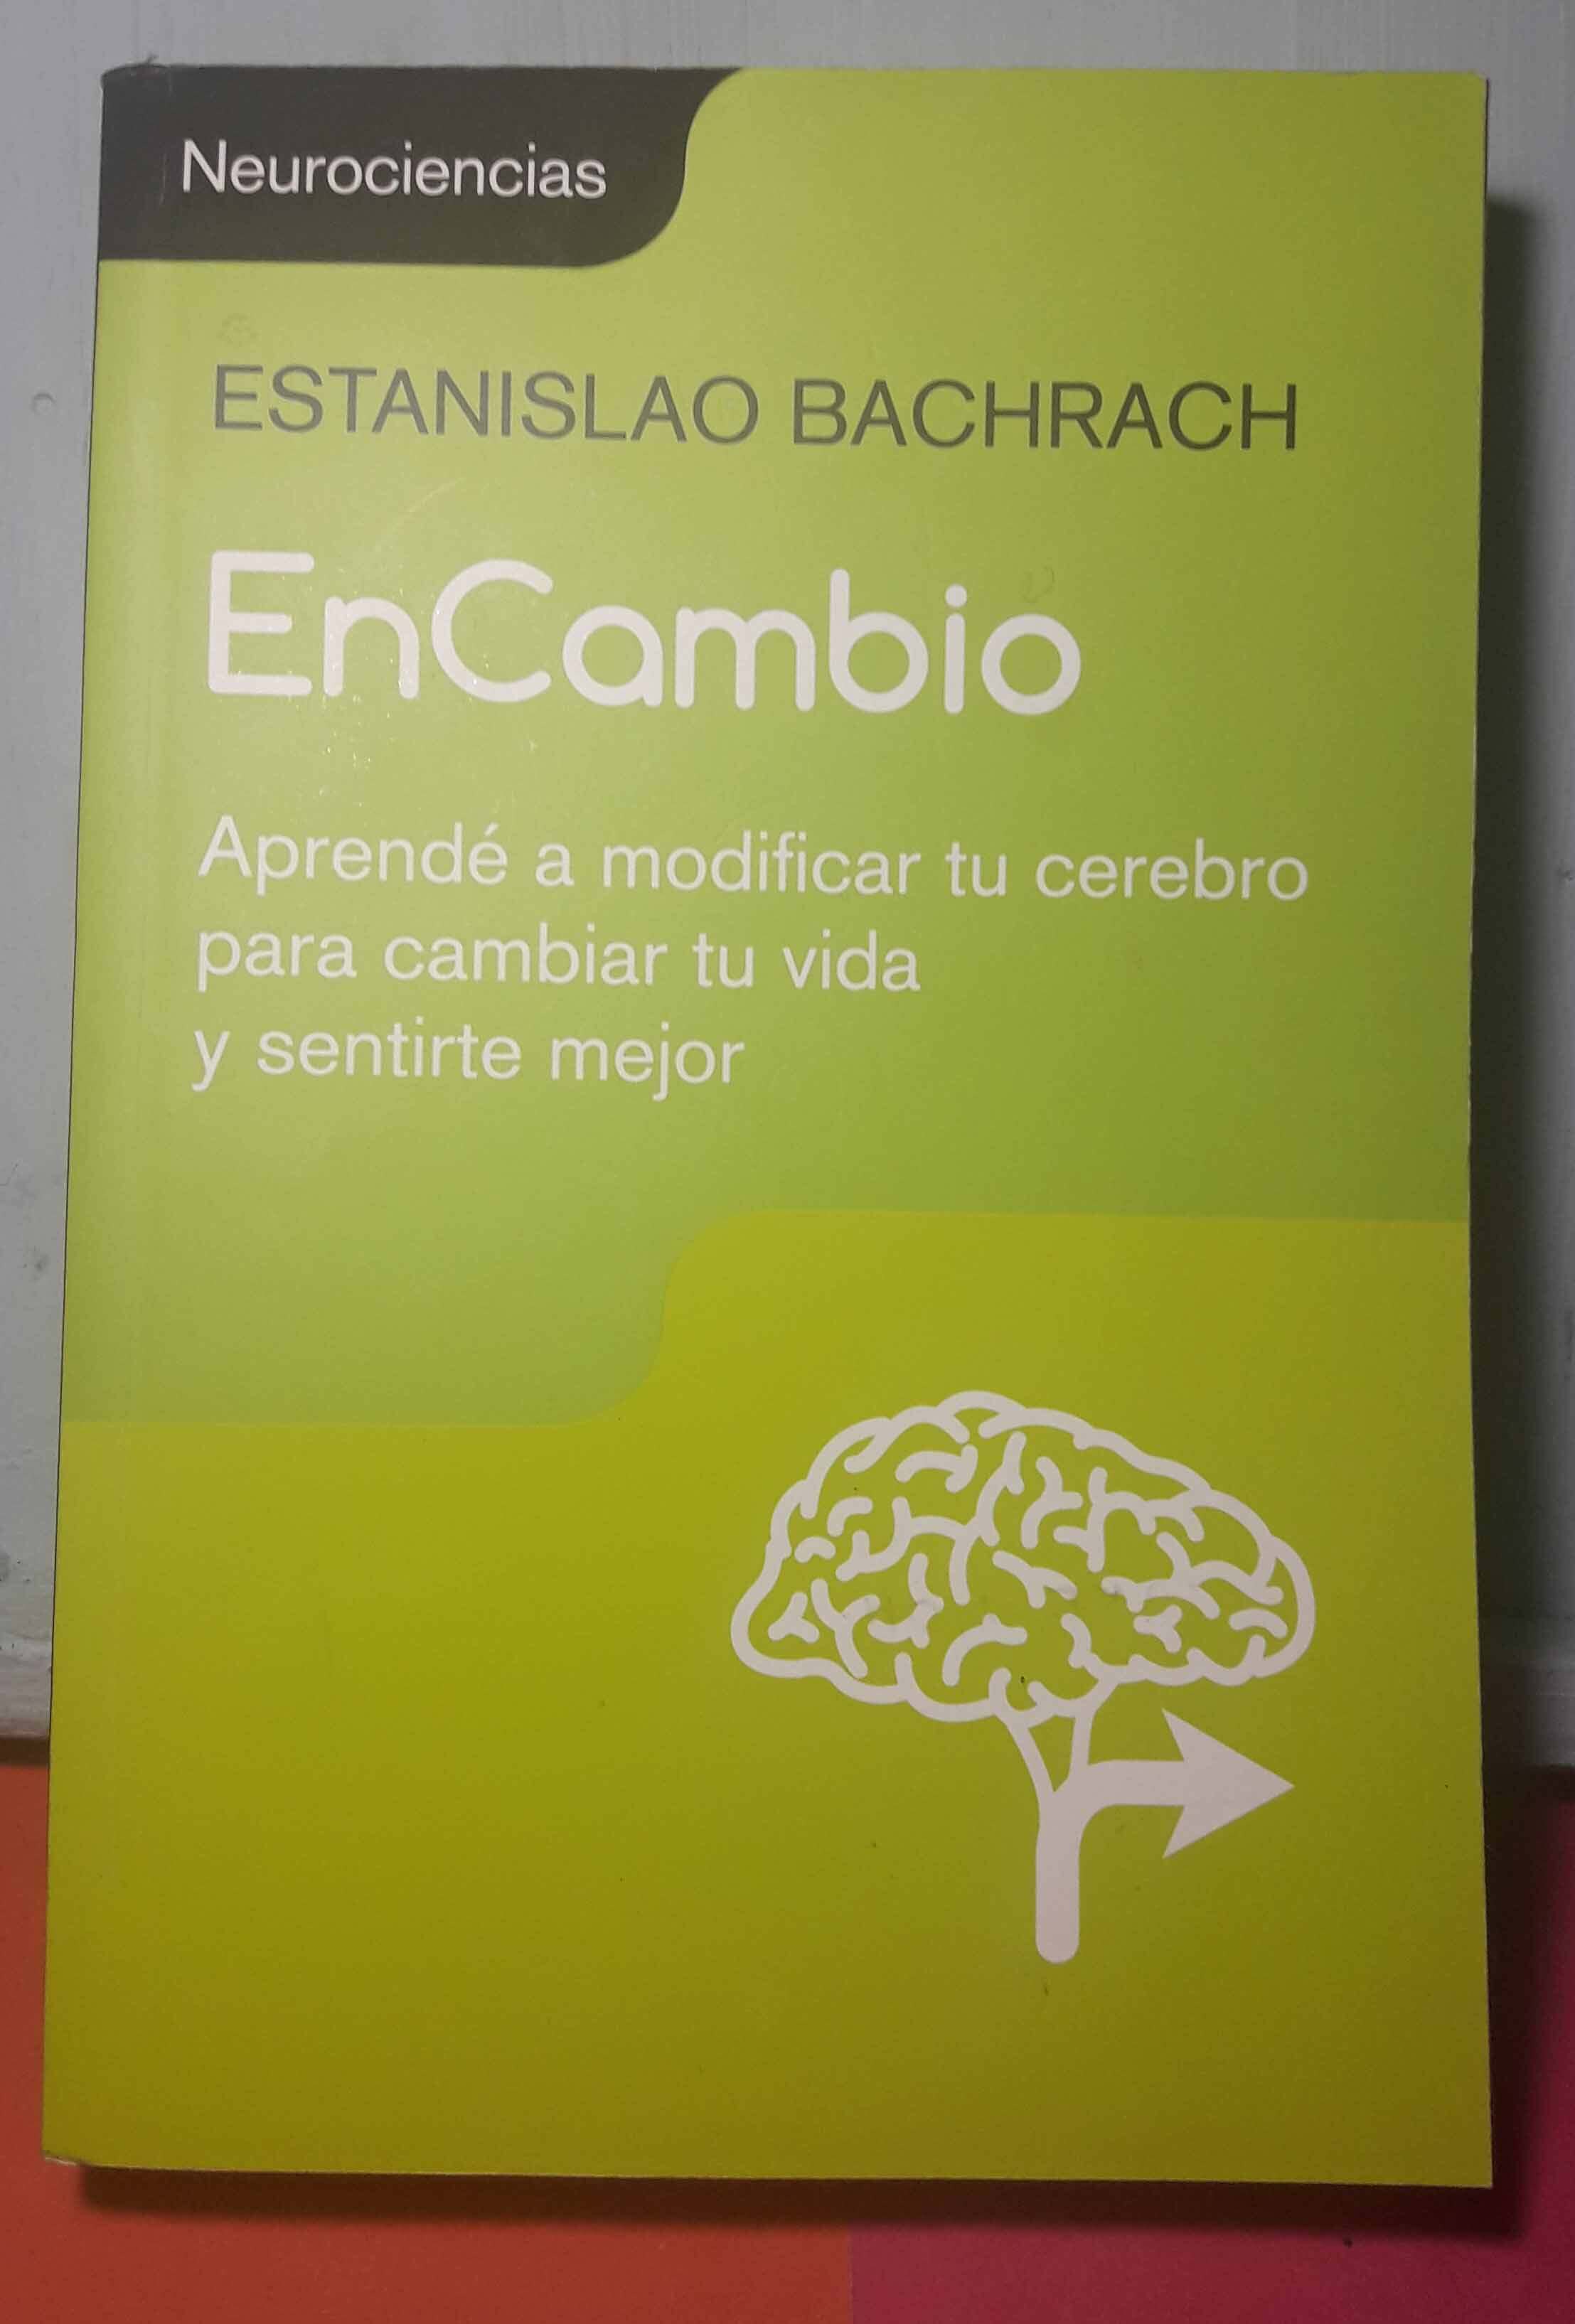 Neurociencias
ESTANISLAO BACHRACH
EnCambio
Aprendé a modificar tu cerebro
para cambiar tu vida
y sentirte mejor